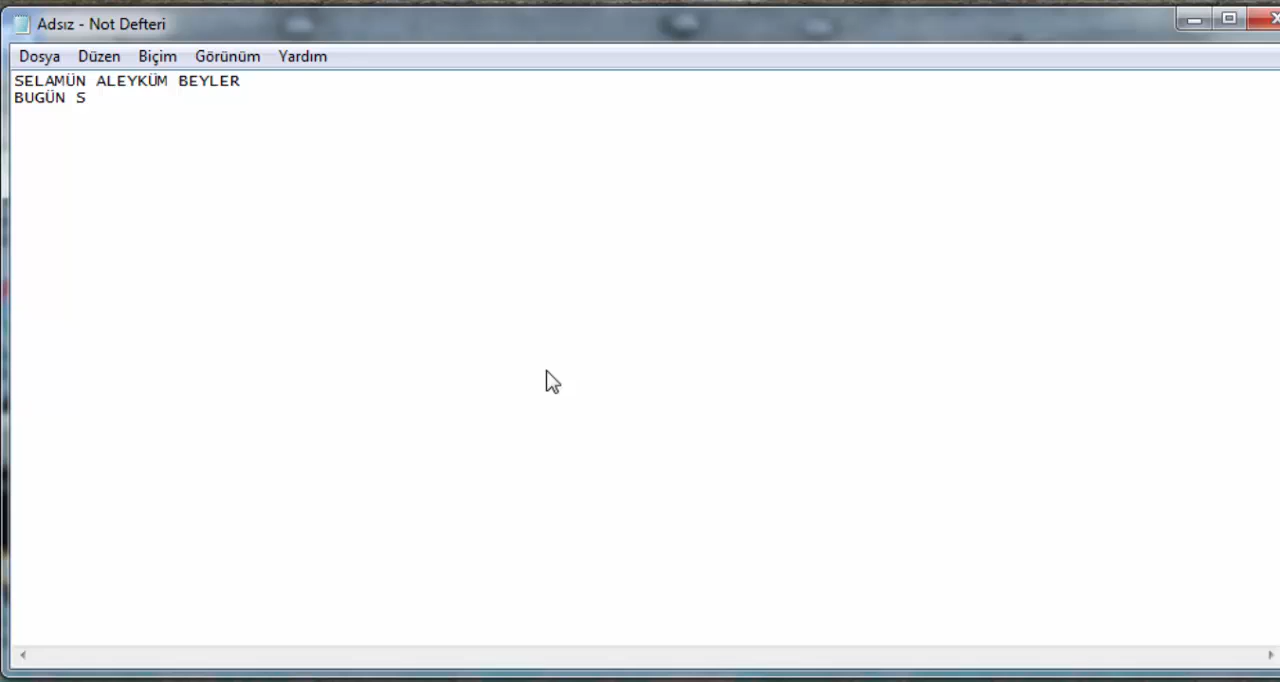 Adsız - Not Defteri
Dosya Düzen Biçim Görünüm Yardım
SELAMÜN ALEYKÜM BEYLER
BUGÜN S